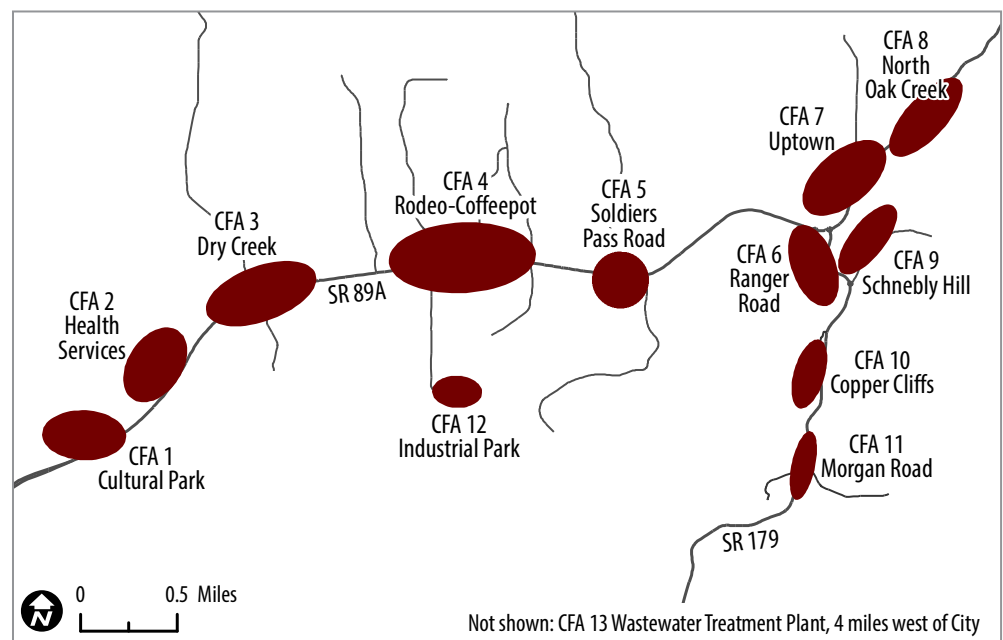 CFA 8
North
Oak Creek
CFA 7
Uptown
CFA 4
Rodeo-Coffeepot
CFA 5
Soldiers
Pass Road
CFA 3
Dry Creek
CFA 6
Ranger
Road
CFA 9
Schnebly Hill
SR 89A
CFA 2
Health
Services
CFA 10
Copper Cliffs
CFA 12
Industrial Park
CFA 1
Cultural Park
CFA 11
Morgan Road
SR 179
N
0 0.5 Miles
Not shown: CFA 13 Wastewater Treatment Plant, 4 miles west of City